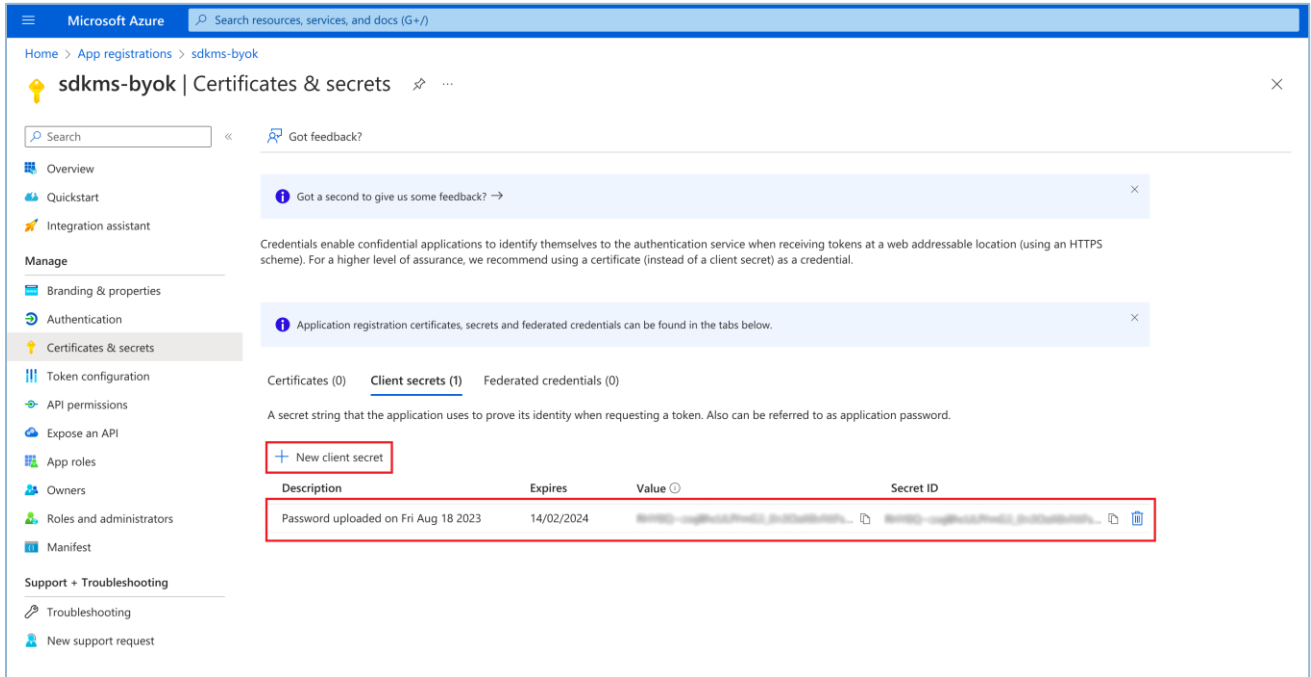 Microsoft Azure
Search resources, services, and docs (G+/)
Home > App registrations > sdkms-byok
sdkms-byok | Certificates & secrets
Search
Got feedback?
Overview
Quickstart
Integration assistant
Manage
Branding & properties
Authentication
Certificates & secrets
Token configuration
API permissions
Expose an API
App roles
Owners
Roles and administrators
Manifest
Support + Troubleshooting
Troubleshooting
New support request
Got a second to give us some feedback?
Credentials enable confidential applications to identify themselves to the authentication service when receiving tokens at a web addressable location (using an HTTPS
scheme). For a higher level of assurance, we recommend using a certificate (instead of a client secret) as a credential.
Application registration certificates, secrets and federated credentials can be found in the tabs below.
Certificates (0) Client secrets (1) Federated credentials (0)
A secret string that the application uses to prove its identity when requesting a token. Also can be referred to as application password.
New client secret
Description Expires Value Secret ID
Password uploaded on Fri Aug 18 2023 14/02/2024